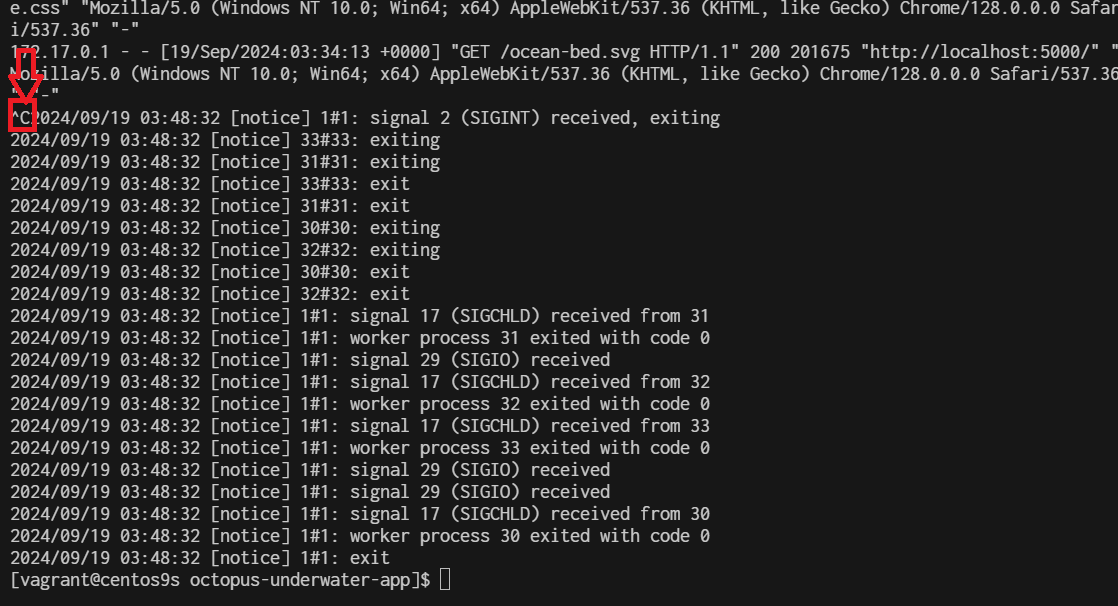 e.css" "Mozilla/5.0 (Windows NT 10.0; Win64; x64) AppleWebKit/537.36 (KHTML, like Gecko) Chrome/128.0.0.0 Safar
i/537.36" "-"
172.17.0.1 - - [19/Sep/2024:03:34:13 +0000] "GET /ocean-bed.svg HTTP/1.1" 200 201675 "http://localhost:5000/" "
Mozilla/5.0 (Windows NT 10.0; Win64; x64) AppleWebKit/537.36 (KHTML, like Gecko) Chrome/128.0.0.0 Safari/537.36
" "-"
^C2024/09/19 03:48:32 [notice] 1#1: signal 2 (SIGINT) received, exiting
2024/09/19 03:48:32 [notice] 33#33: exiting
2024/09/19 03:48:32 [notice] 31#31: exiting
2024/09/19 03:48:32 [notice] 33#33: exit
2024/09/19 03:48:32 [notice] 31#31: exit
2024/09/19 03:48:32 [notice] 30#30: exiting
2024/09/19 03:48:32 [notice] 32#32: exiting
2024/09/19 03:48:32 [notice] 30#30: exit
2024/09/19 03:48:32 [notice] 32#32: exit
2024/09/19 03:48:32 [notice] 1#1: signal 17 (SIGCHLD) received from 31
2024/09/19 03:48:32 [notice] 1#1: worker process 31 exited with code 0
2024/09/19 03:48:32 [notice] 1#1: signal 29 (SIGIO) received
2024/09/19 03:48:32 [notice] 1#1: signal 17 (SIGCHLD) received from 32
2024/09/19 03:48:32 [notice] 1#1: worker process 32 exited with code 0
2024/09/19 03:48:32 [notice] 1#1: signal 17 (SIGCHLD) received from 33
2024/09/19 03:48:32 [notice] 1#1: worker process 33 exited with code 0
2024/09/19 03:48:32 [notice] 1#1: signal 29 (SIGIO) received
2024/09/19 03:48:32 [notice] 1#1: signal 29 (SIGIO) received
2024/09/19 03:48:32 [notice] 1#1: signal 17 (SIGCHLD) received from 30
2024/09/19 03:48:32 [notice] 1#1: worker process 30 exited with code 0
2024/09/19 03:48:32 [notice] 1#1: exit
[vagrant@centos9s octopus-underwater-app]$